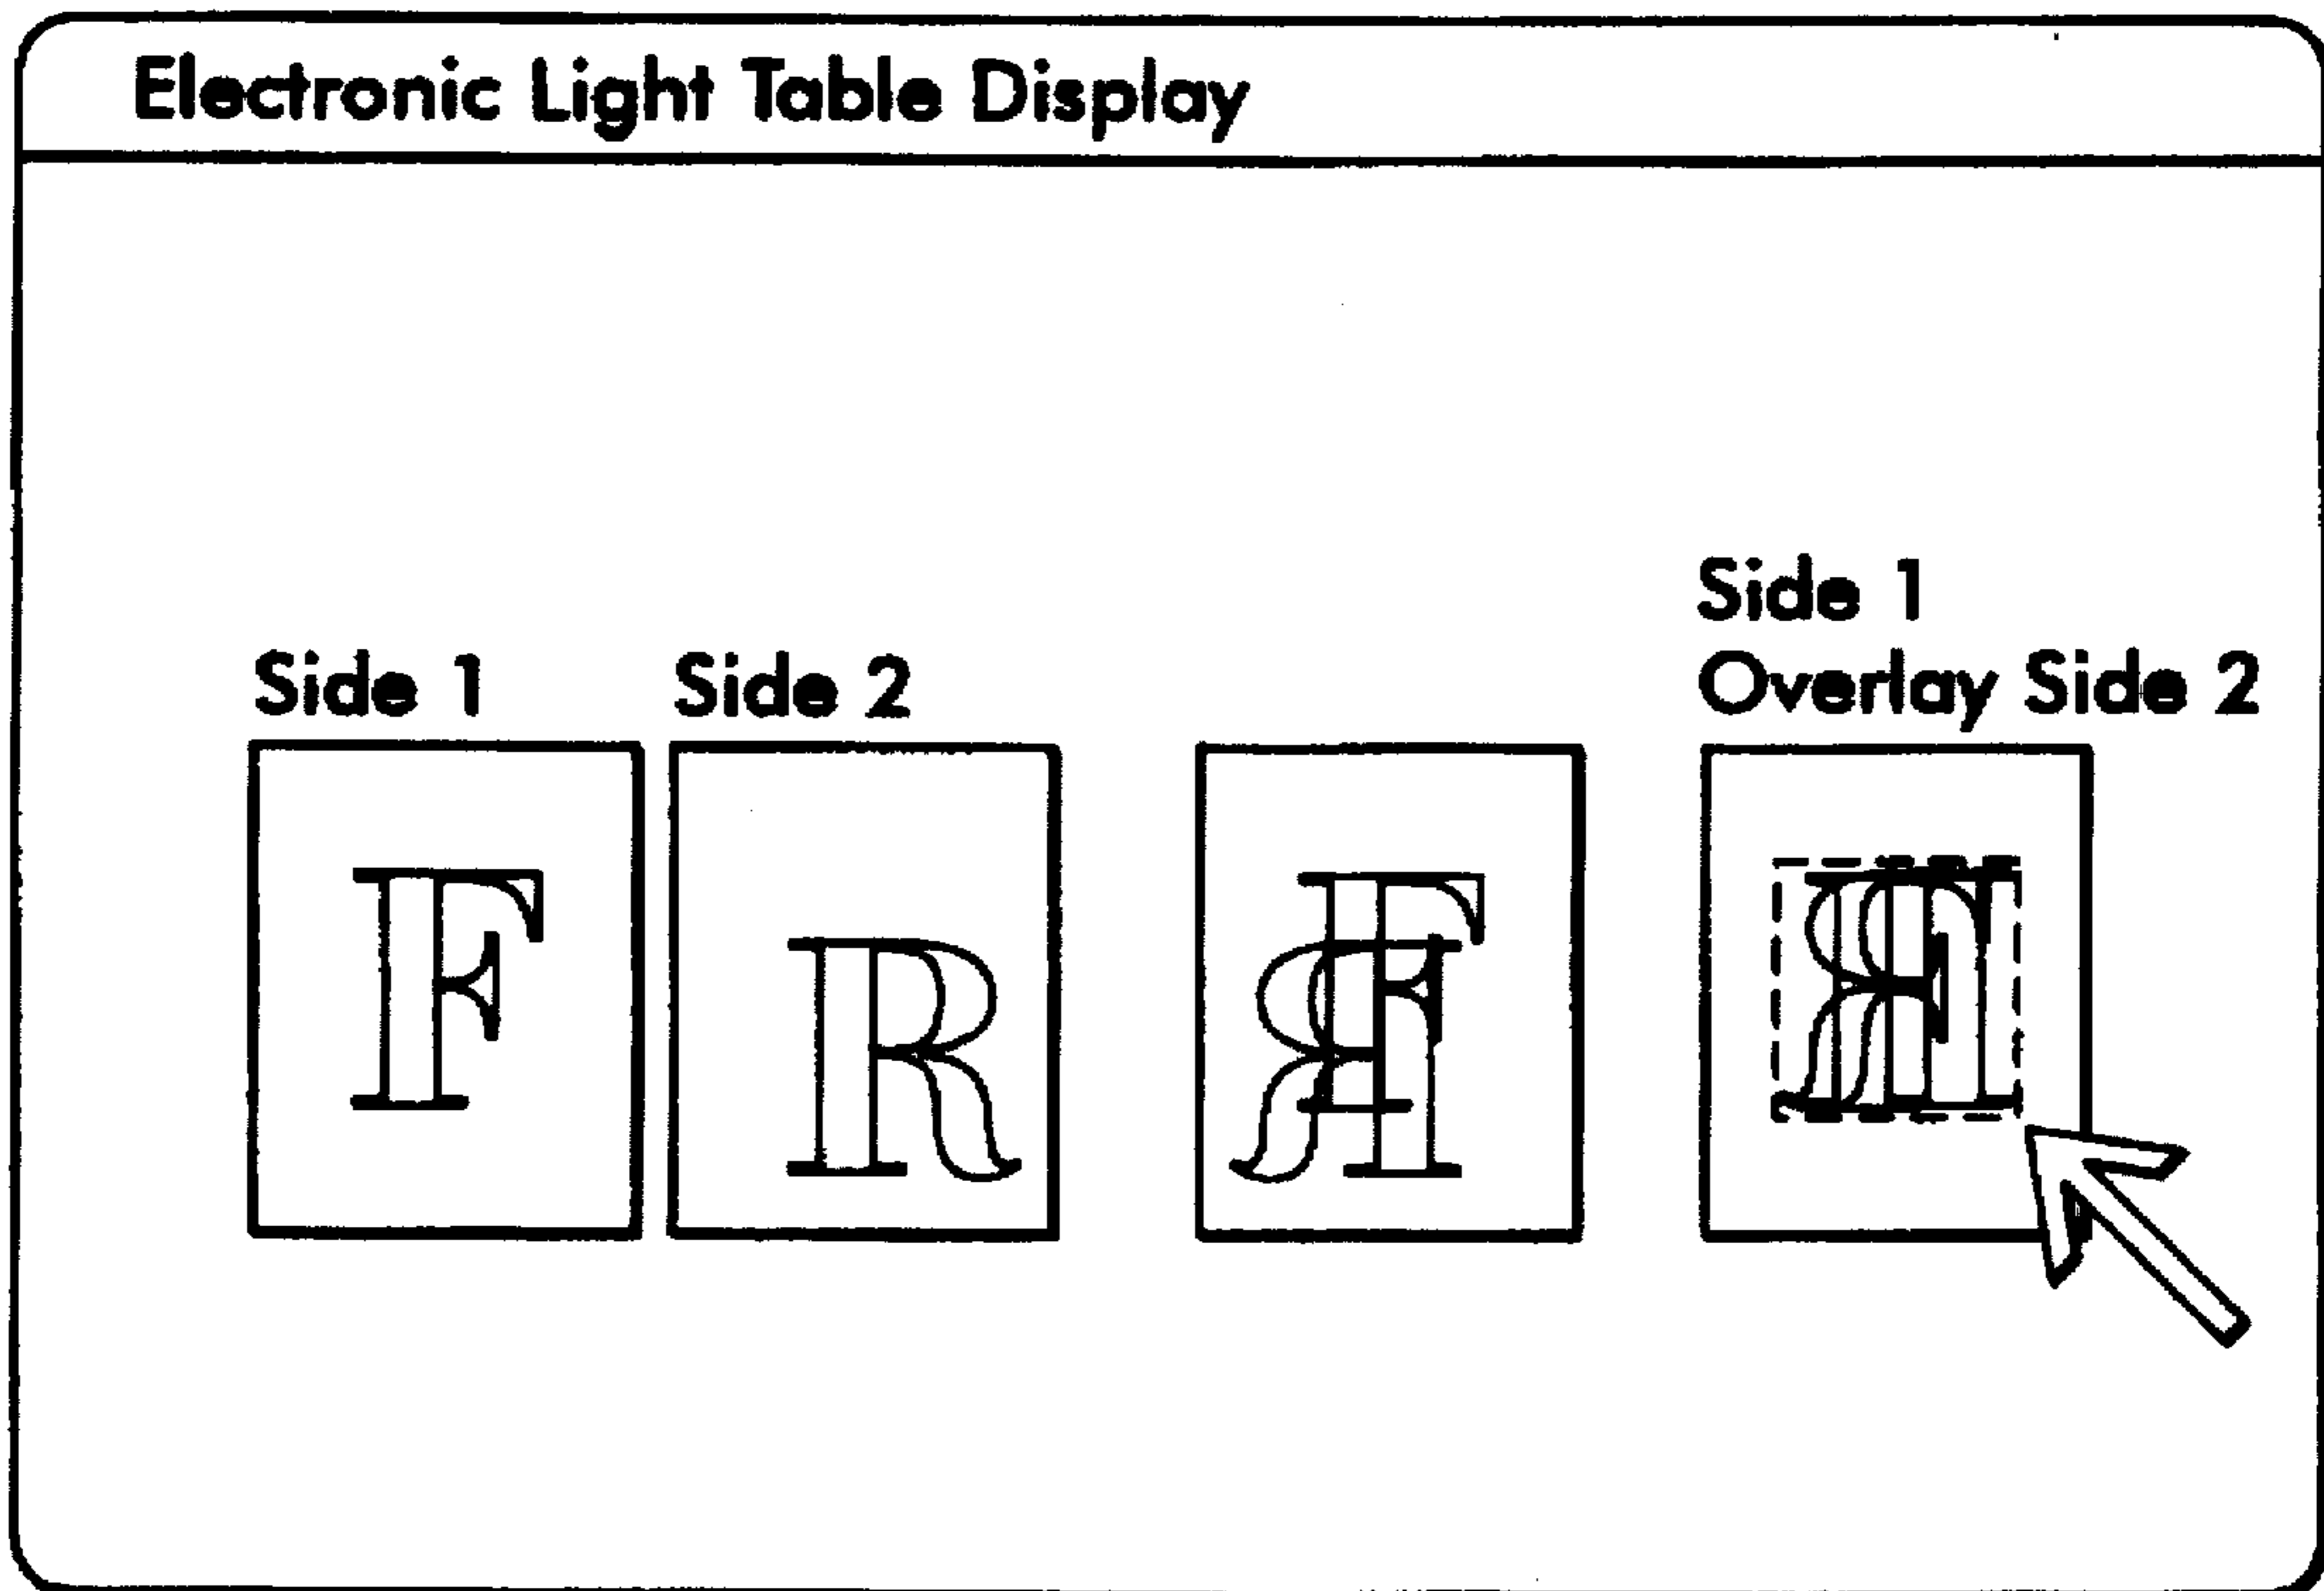 Electronic Light Table Display
Side 1
Overlay Side 2
Side 1
Side 2
F
R
F R
F R